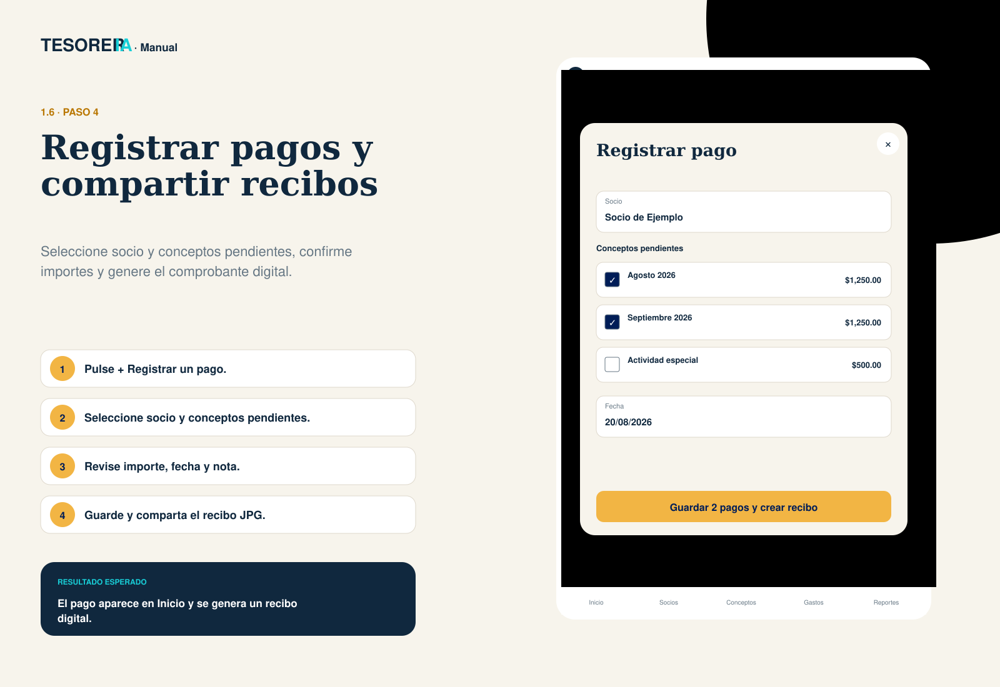 TESORERIA · Manual
1.6 · PASO 4
Registrar pagos y
compartir recibos
Seleccione socio y conceptos pendientes, confirme
importes y genere el comprobante digital.
1 Pulse + Registrar un pago.
2 Seleccione socio y conceptos pendientes.
3 Revise importe, fecha y nota.
4 Guarde y comparta el recibo JPG.
RESULTADO ESPERADO
El pago aparece en Inicio y se genera un recibo
digital.
Registrar pago ×
Socio
Socio de Ejemplo
Conceptos pendientes
✓ Agosto 2026 $1,250.00
✓ Septiembre 2026 $1,250.00
Actividad especial $500.00
Fecha
20/08/2026
Guardar 2 pagos y crear recibo
Inicio Socios Conceptos Gastos Reportes